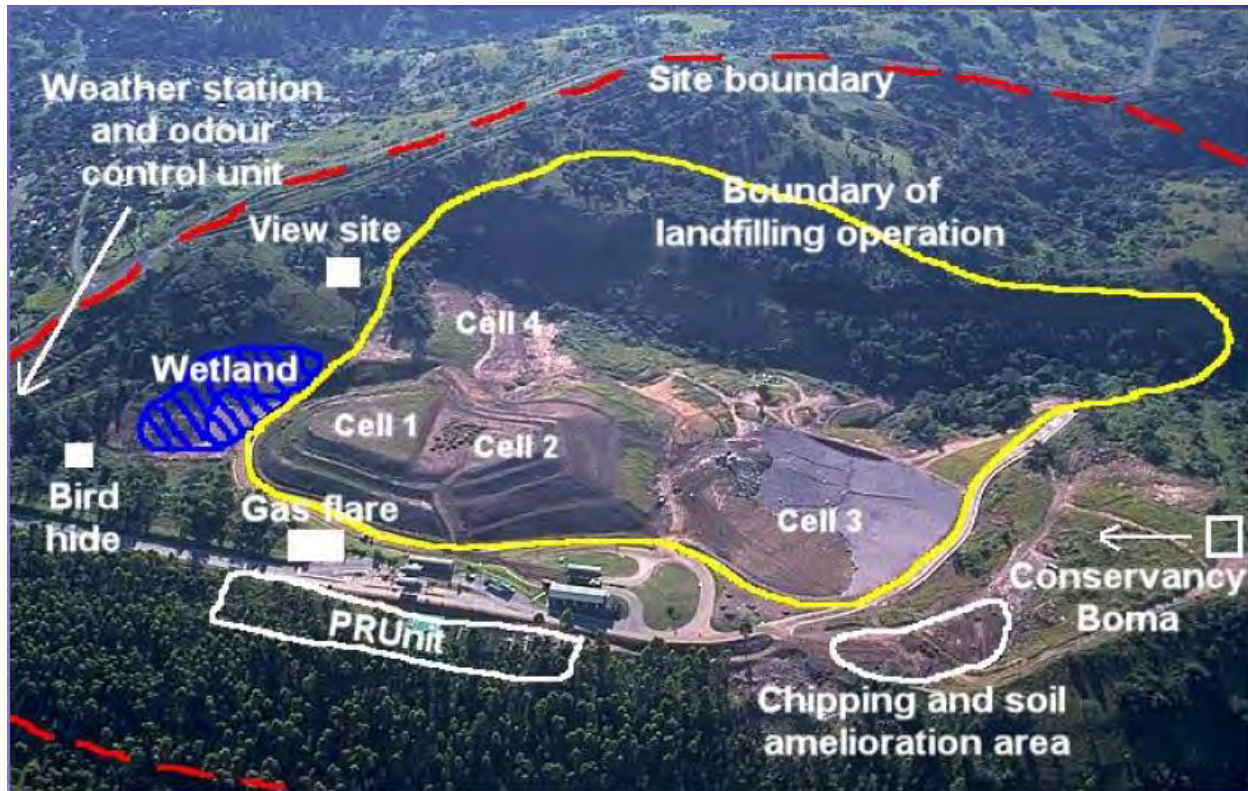 Site boundary
Weather station
and odour
control unit
Boundary of
landfilling operation
View site
Cell 4
Wetland
Cell 1
Cell 2
Bird
hide
Gas flare
Cell 3
Conservancy
Boma
PRUnit
Chipping and soil
amelioration area